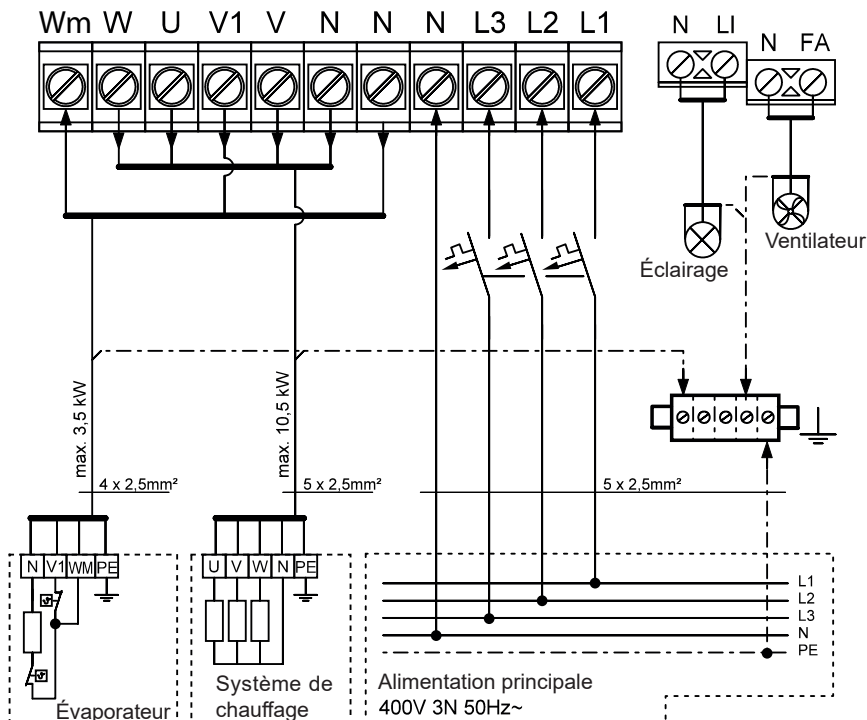 Wm W U V1 V N N N L3 L2 L1
N LI
N FA
Éclairage
Ventilateur
max. 3,5 kW
max. 10,5 kW
4 x 2,5mm²
5 x 2,5mm²
5 x 2,5mm²
N V1 WM PE
U V W N PE
L1
L2
L3
N
PE
Évaporateur
Système de
chauffage
Alimentation principale
400V 3N 50Hz~